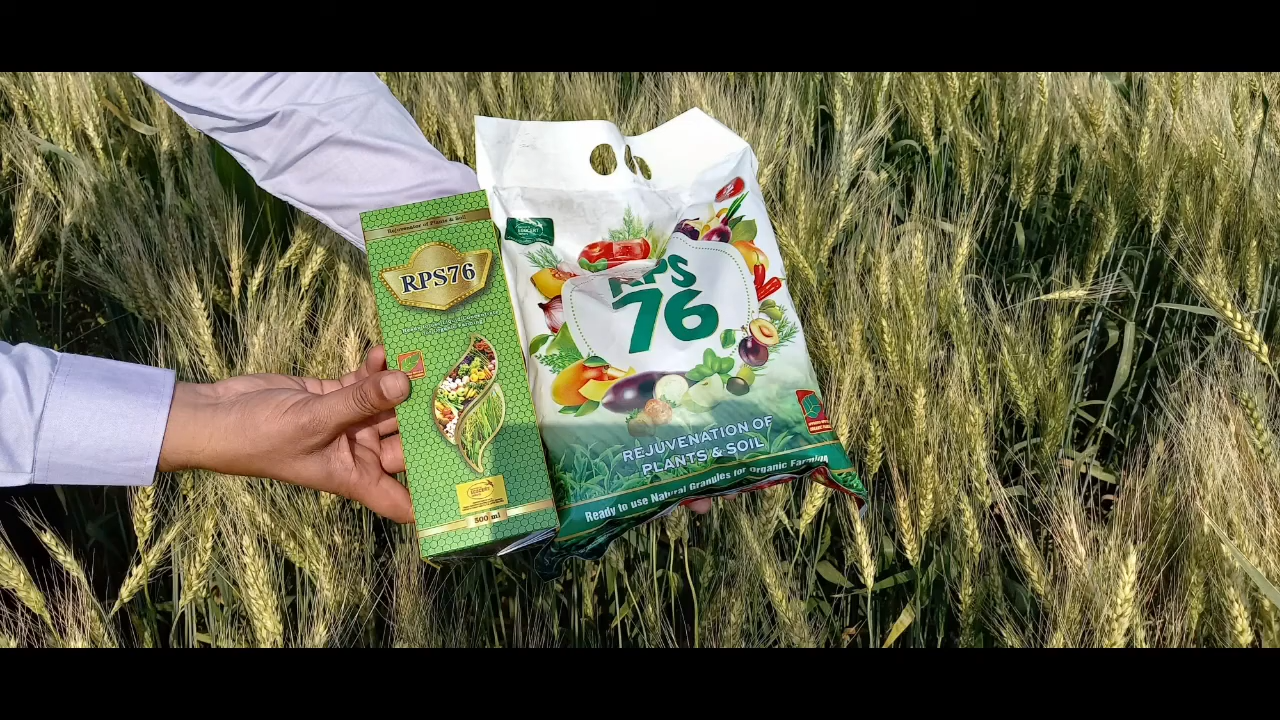 Rejuvenation of Plants & Soil
RPS76
500 ml
ECOCERT
RPS
76
REJUVENATION OF
PLANTS & SOIL
Ready to use Natural Granules for Organic Farming